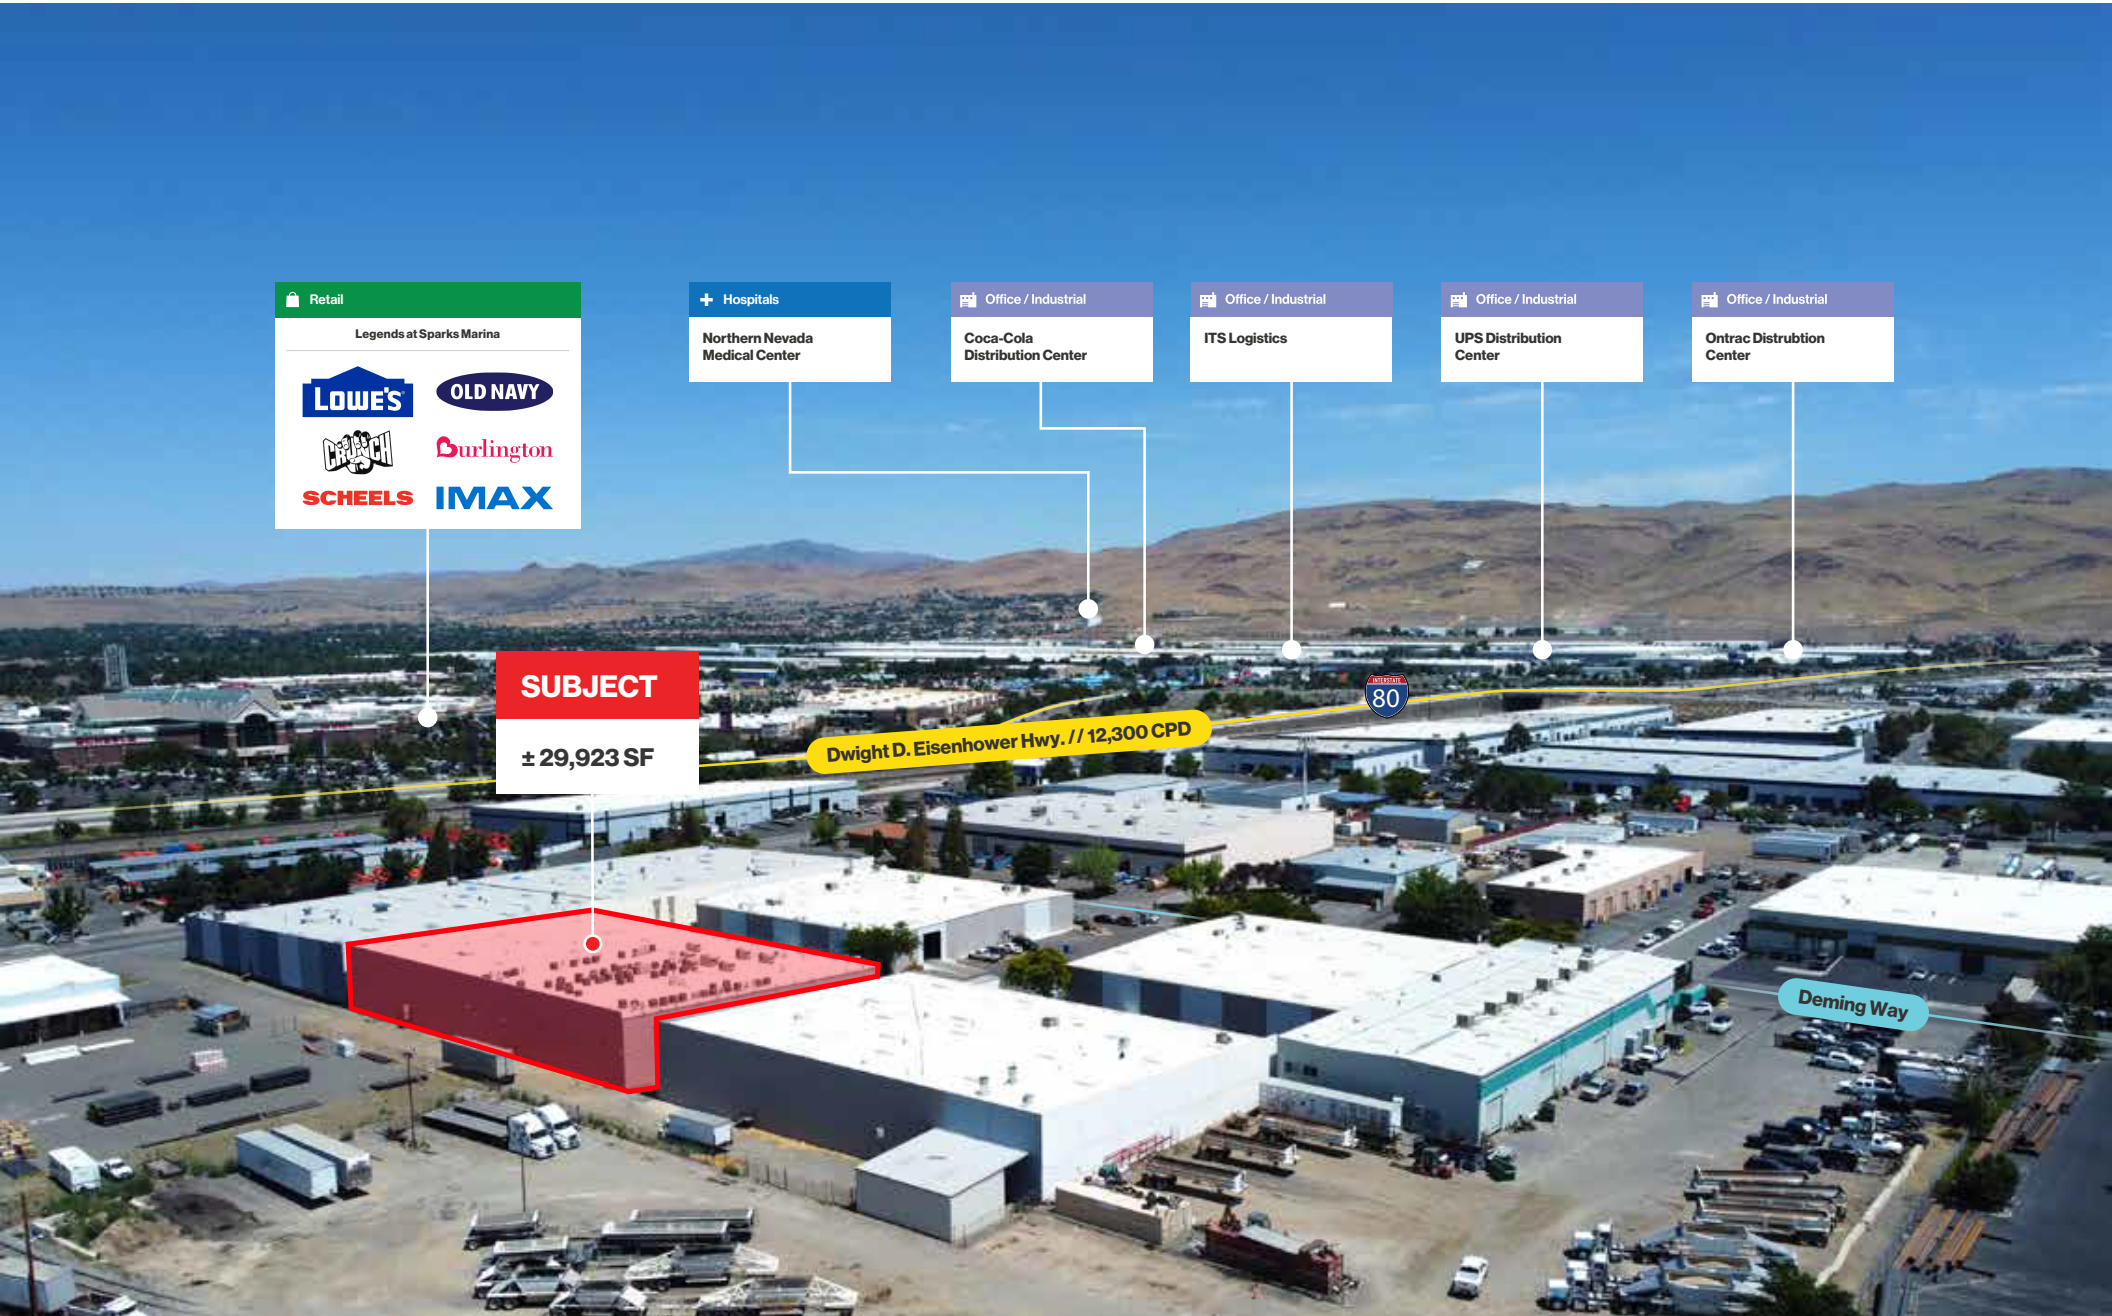 Retail
Legends at Sparks Marina
LOWE'S
OLD NAVY
CRUNCH
Burlington
SCHEELS
IMAX
Hospitals
Northern Nevada
Medical Center
Office / Industrial
Coca-Cola
Distribution Center
Office / Industrial
ITS Logistics
Office / Industrial
UPS Distribution
Center
Office / Industrial
Ontrac Distrubtion
Center
SUBJECT
± 29,923 SF
Dwight D. Eisenhower Hwy. // 12,300 CPD
INTERSTATE
80
Deming Way